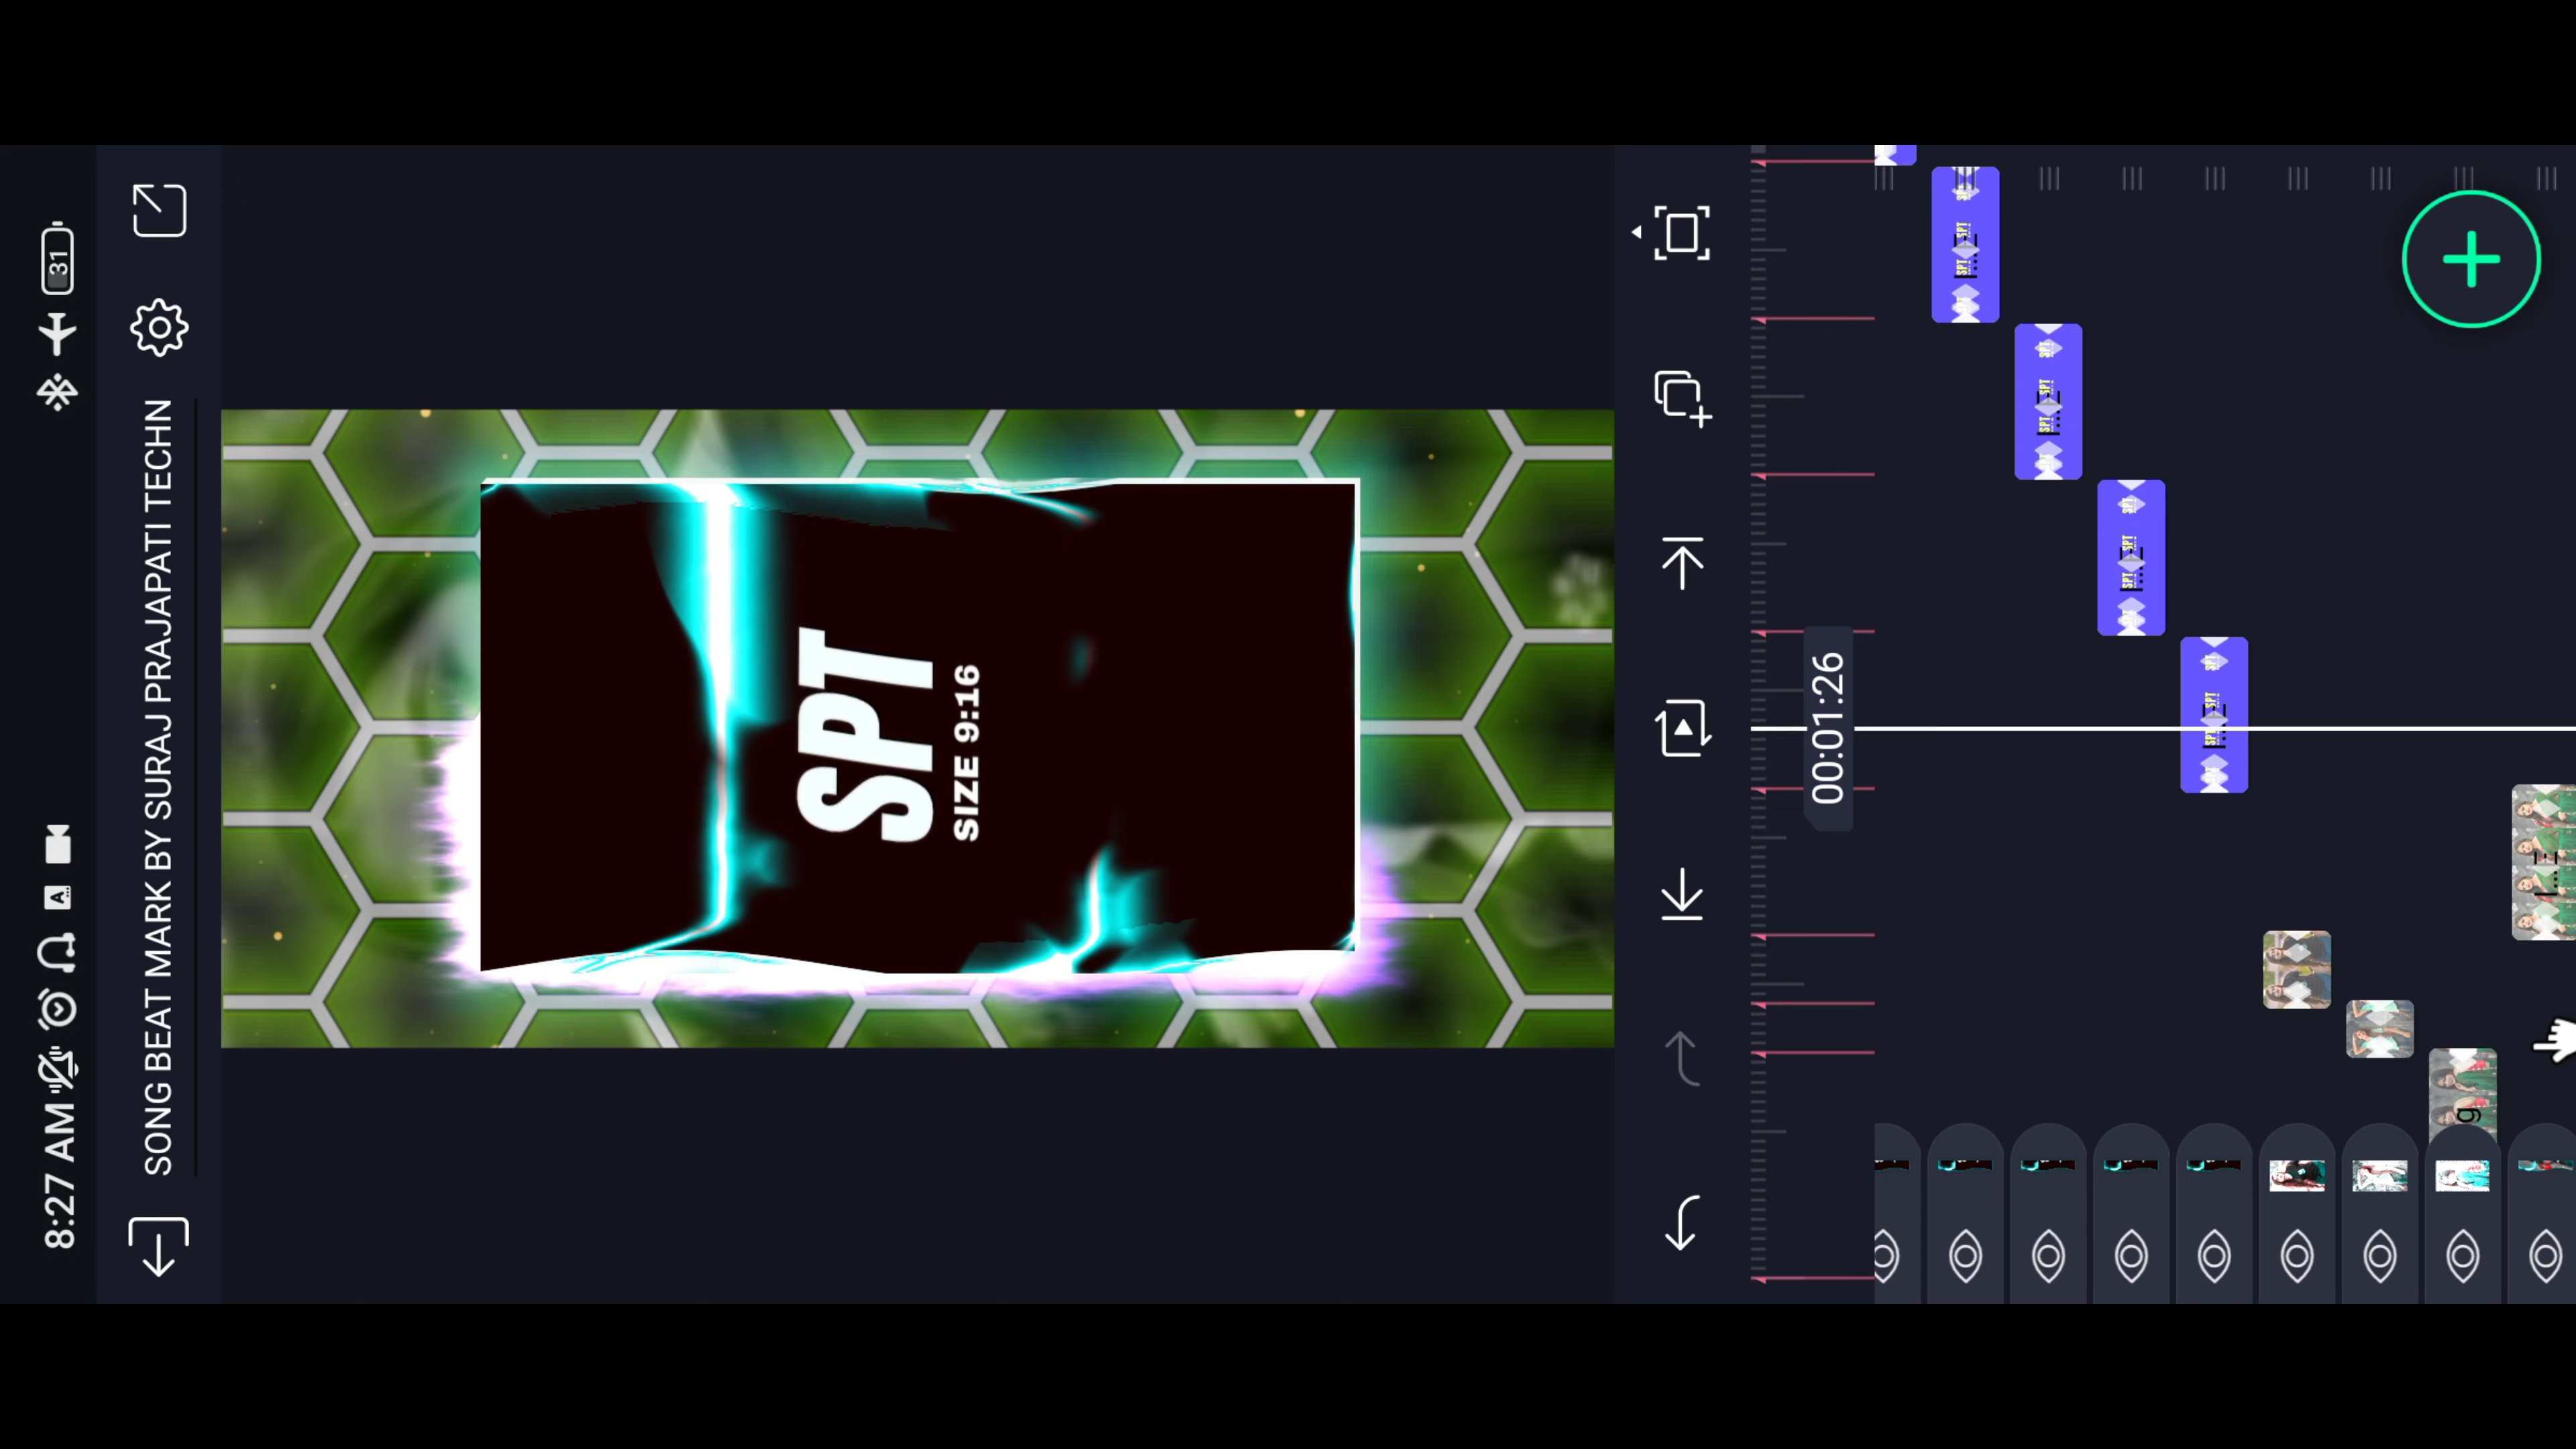 8:27 AM
31
SONG BEAT MARK BY SURAJ PRAJAPATI TECHN
SPT
SIZE 9:16
00:01:26